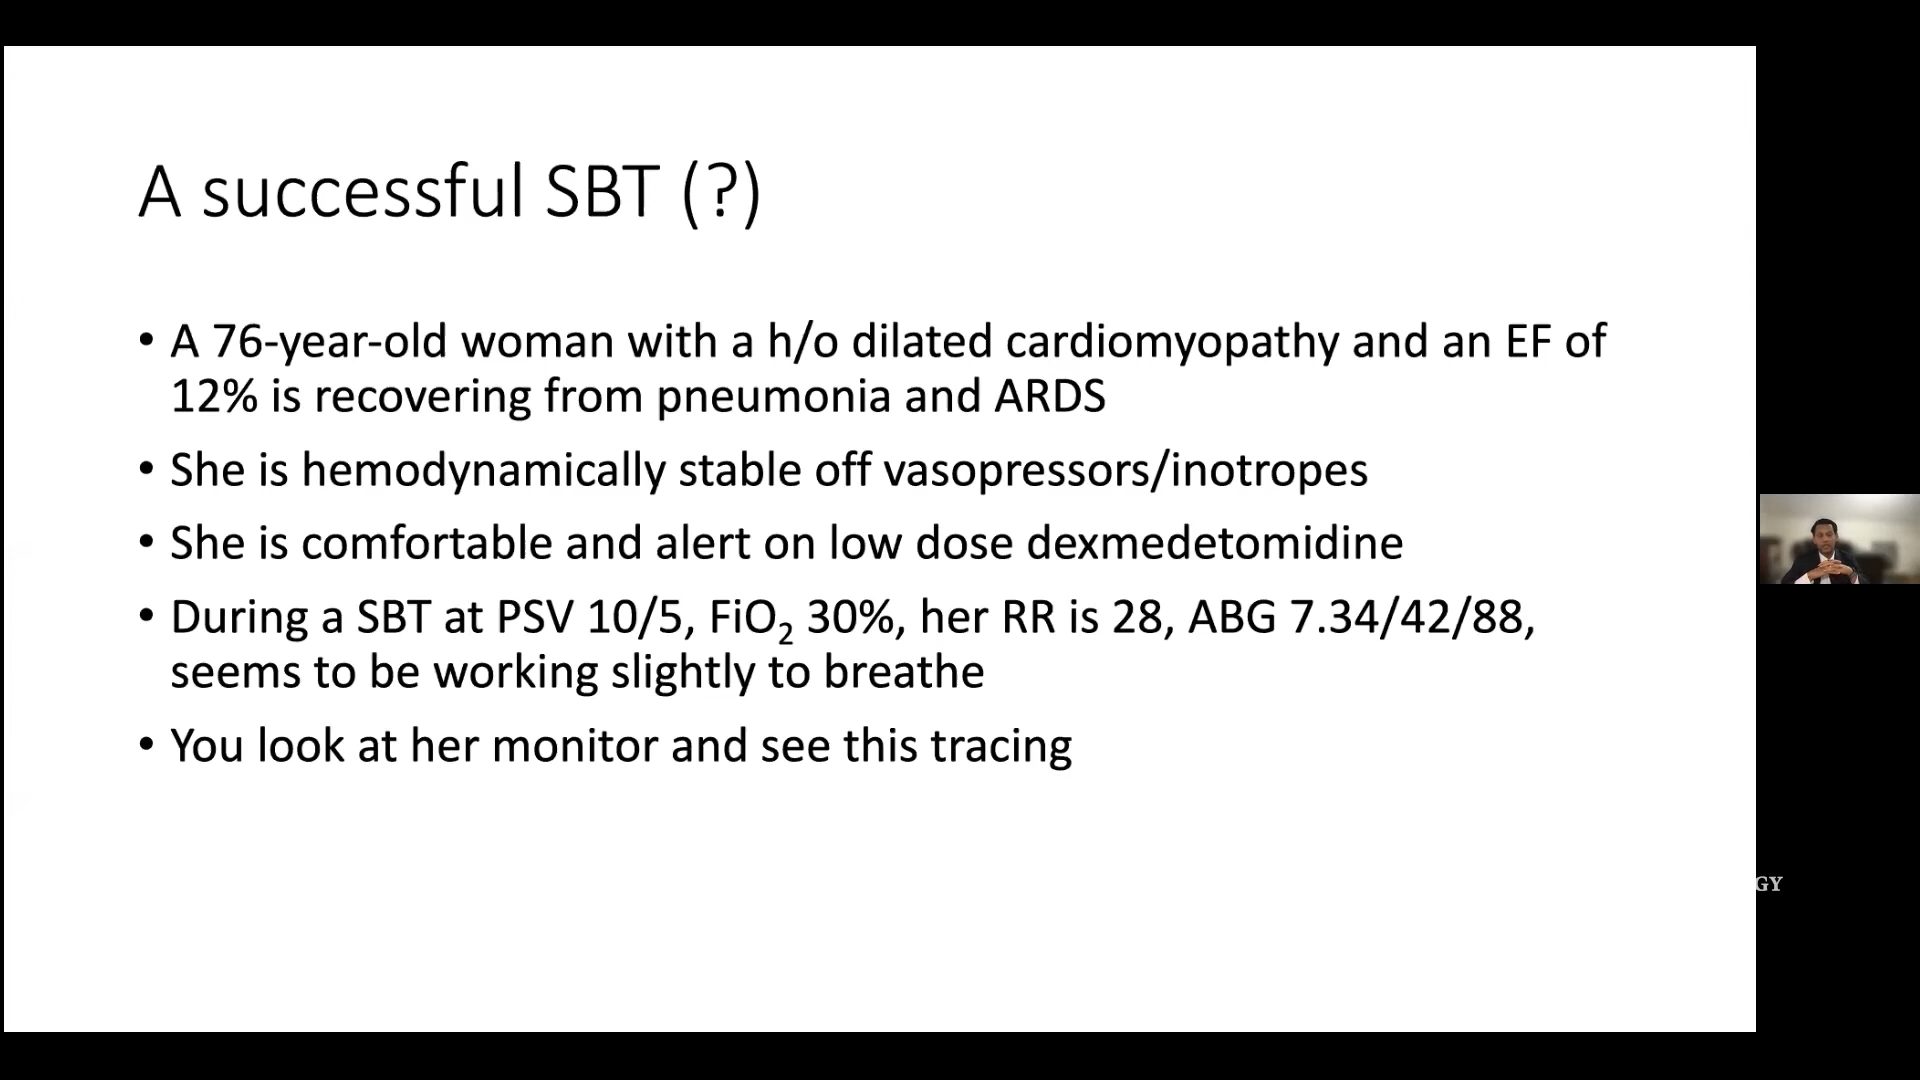 A successful SBT (?)
• A 76-year-old woman with a h/o dilated cardiomyopathy and an EF of
12% is recovering from pneumonia and ARDS
• She is hemodynamically stable off vasopressors/inotropes
• She is comfortable and alert on low dose dexmedetomidine
• During a SBT at PSV 10/5, FiO₂ 30%, her RR is 28, ABG 7.34/42/88,
seems to be working slightly to breathe
• You look at her monitor and see this tracing
GY